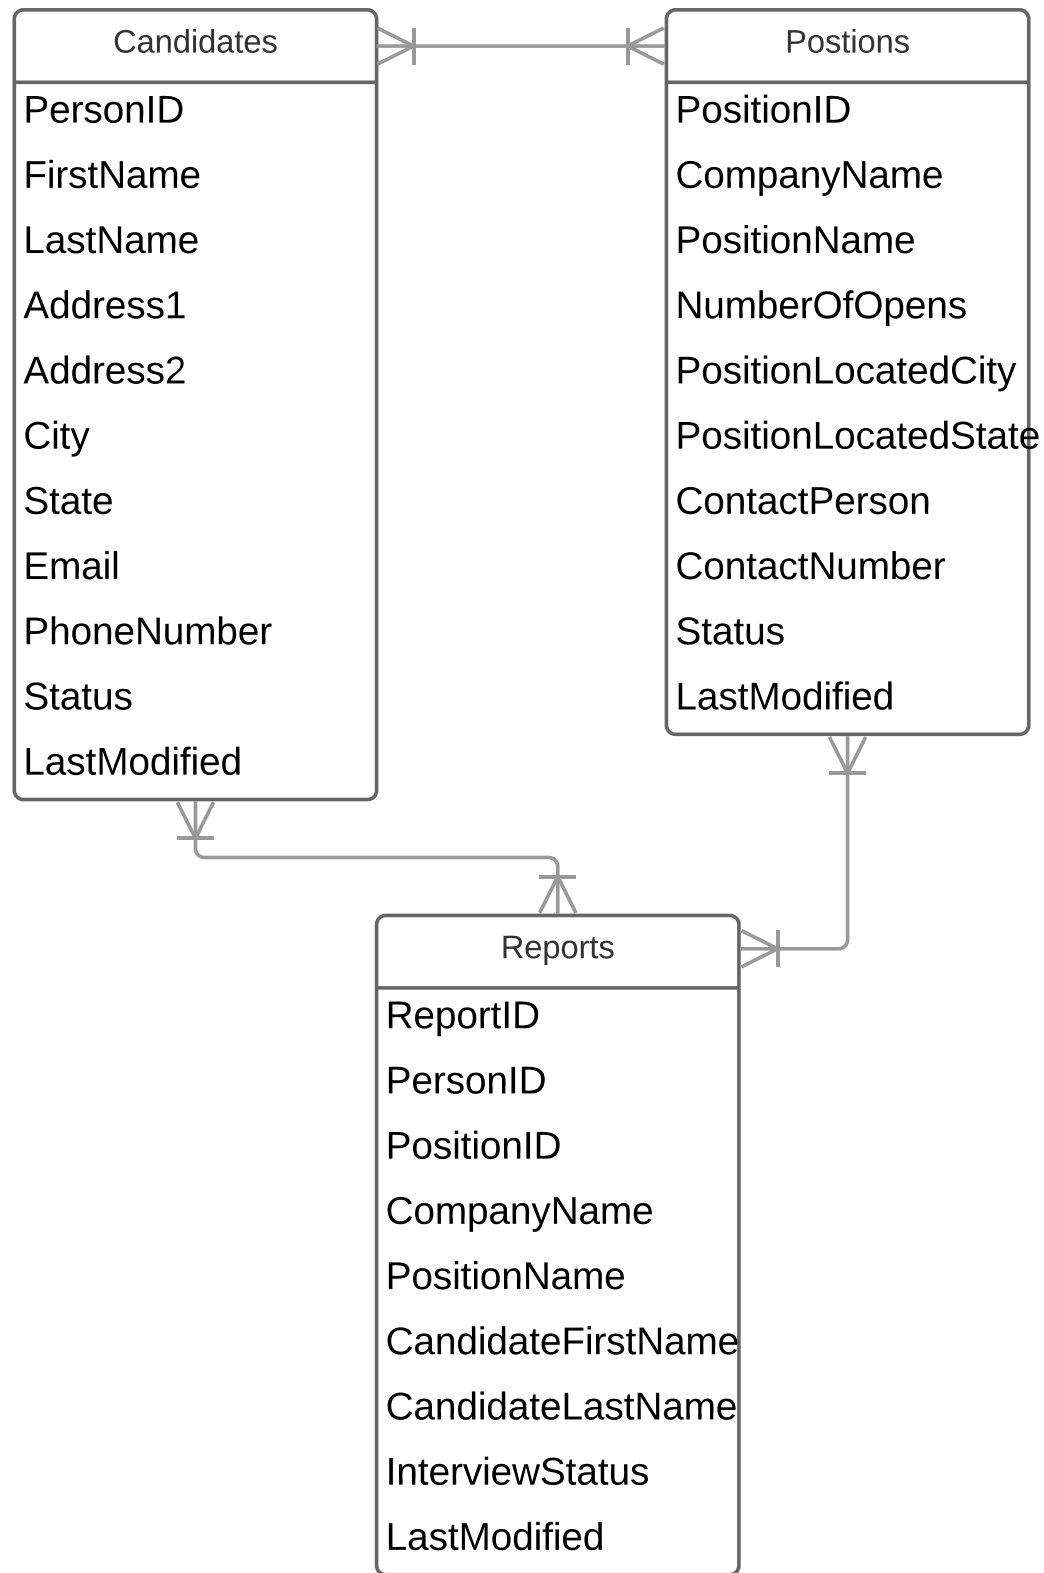 Candidates
PersonID
FirstName
LastName
Address1
Address2
City
State
Email
PhoneNumber
Status
LastModified
Postions
PositionID
CompanyName
PositionName
NumberOfOpens
PositionLocatedCity
PositionLocatedState
ContactPerson
ContactNumber
Status
LastModified
Reports
ReportID
PersonID
PositionID
CompanyName
PositionName
CandidateFirstName
CandidateLastName
InterviewStatus
LastModified